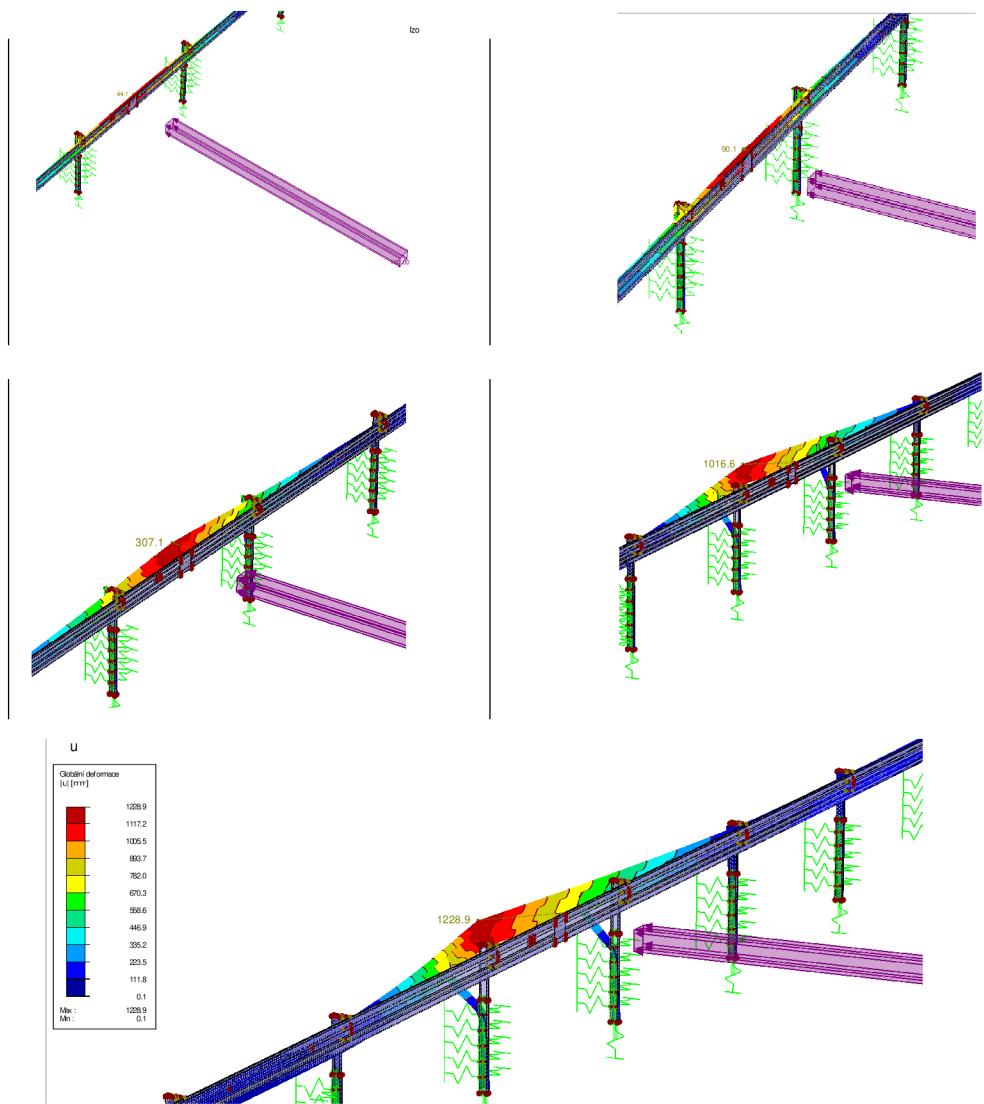 Izo
44.1
90.1
307.1
1016.6
u
Globální deformace
|u| [mm]
1228.9
1117.2
1005.5
893.7
782.0
670.3
558.6
446.9
335.2
223.5
111.8
0.1
Max : 1228.9
Min : 0.1
1228.9